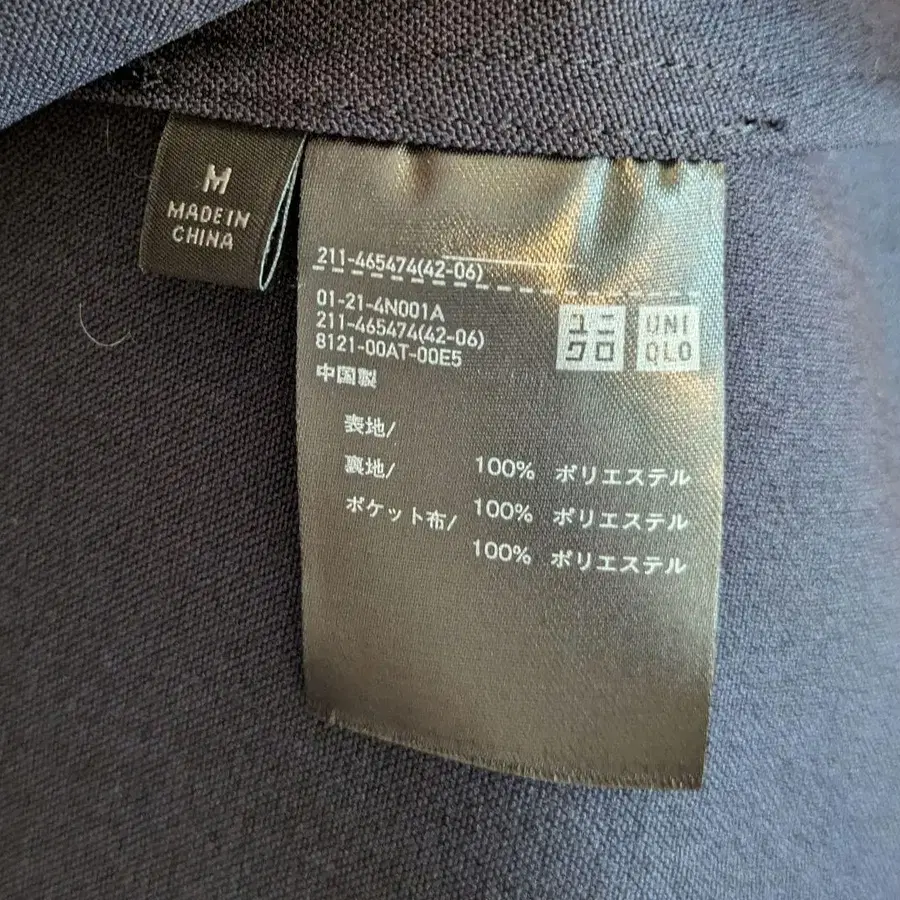 M
MADE IN
CHINA
211-465474(42-06)
01-21-4N001A
211-465474(42-06)
8121-00AT-00E5
中国製
ユニ
クロ
UNI
QLO
表地/
100% ポリエステル
裏地/
100% ポリエステル
ポケット布/
100% ポリエステル